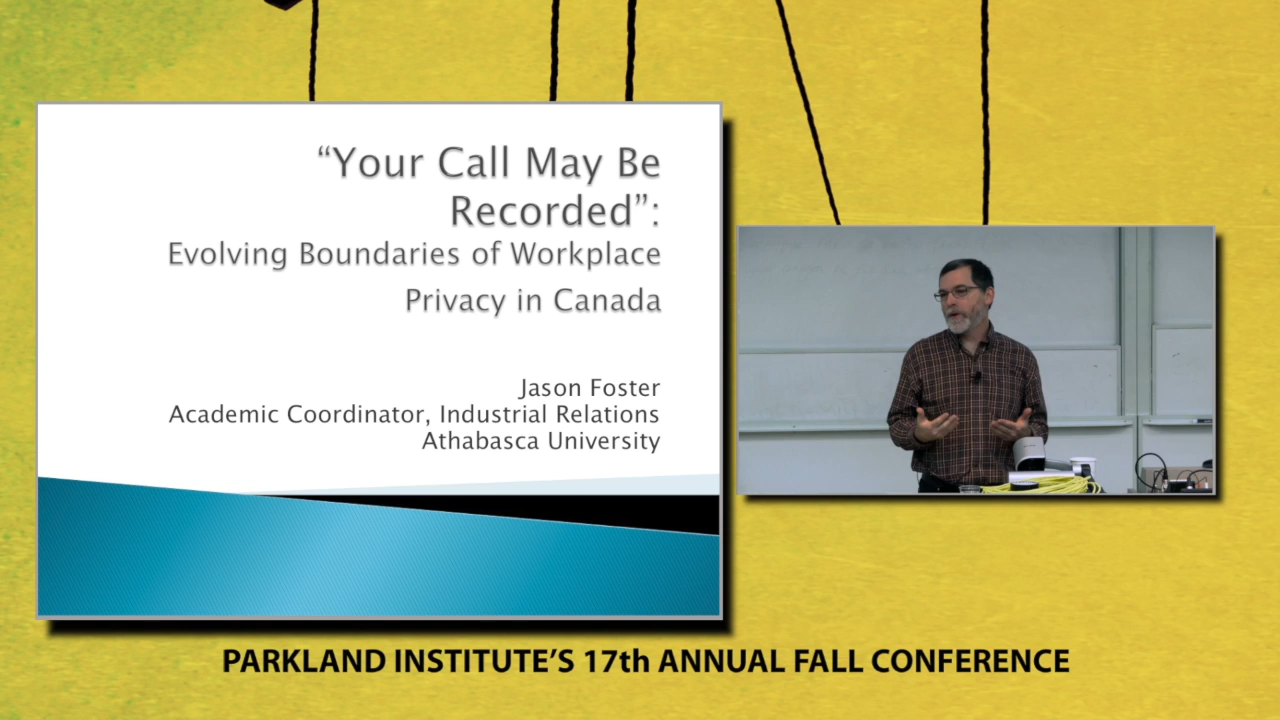 “Your Call May Be
Recorded”:
Evolving Boundaries of Workplace
Privacy in Canada
Jason Foster
Academic Coordinator, Industrial Relations
Athabasca University
PARKLAND INSTITUTE’S 17th ANNUAL FALL CONFERENCE